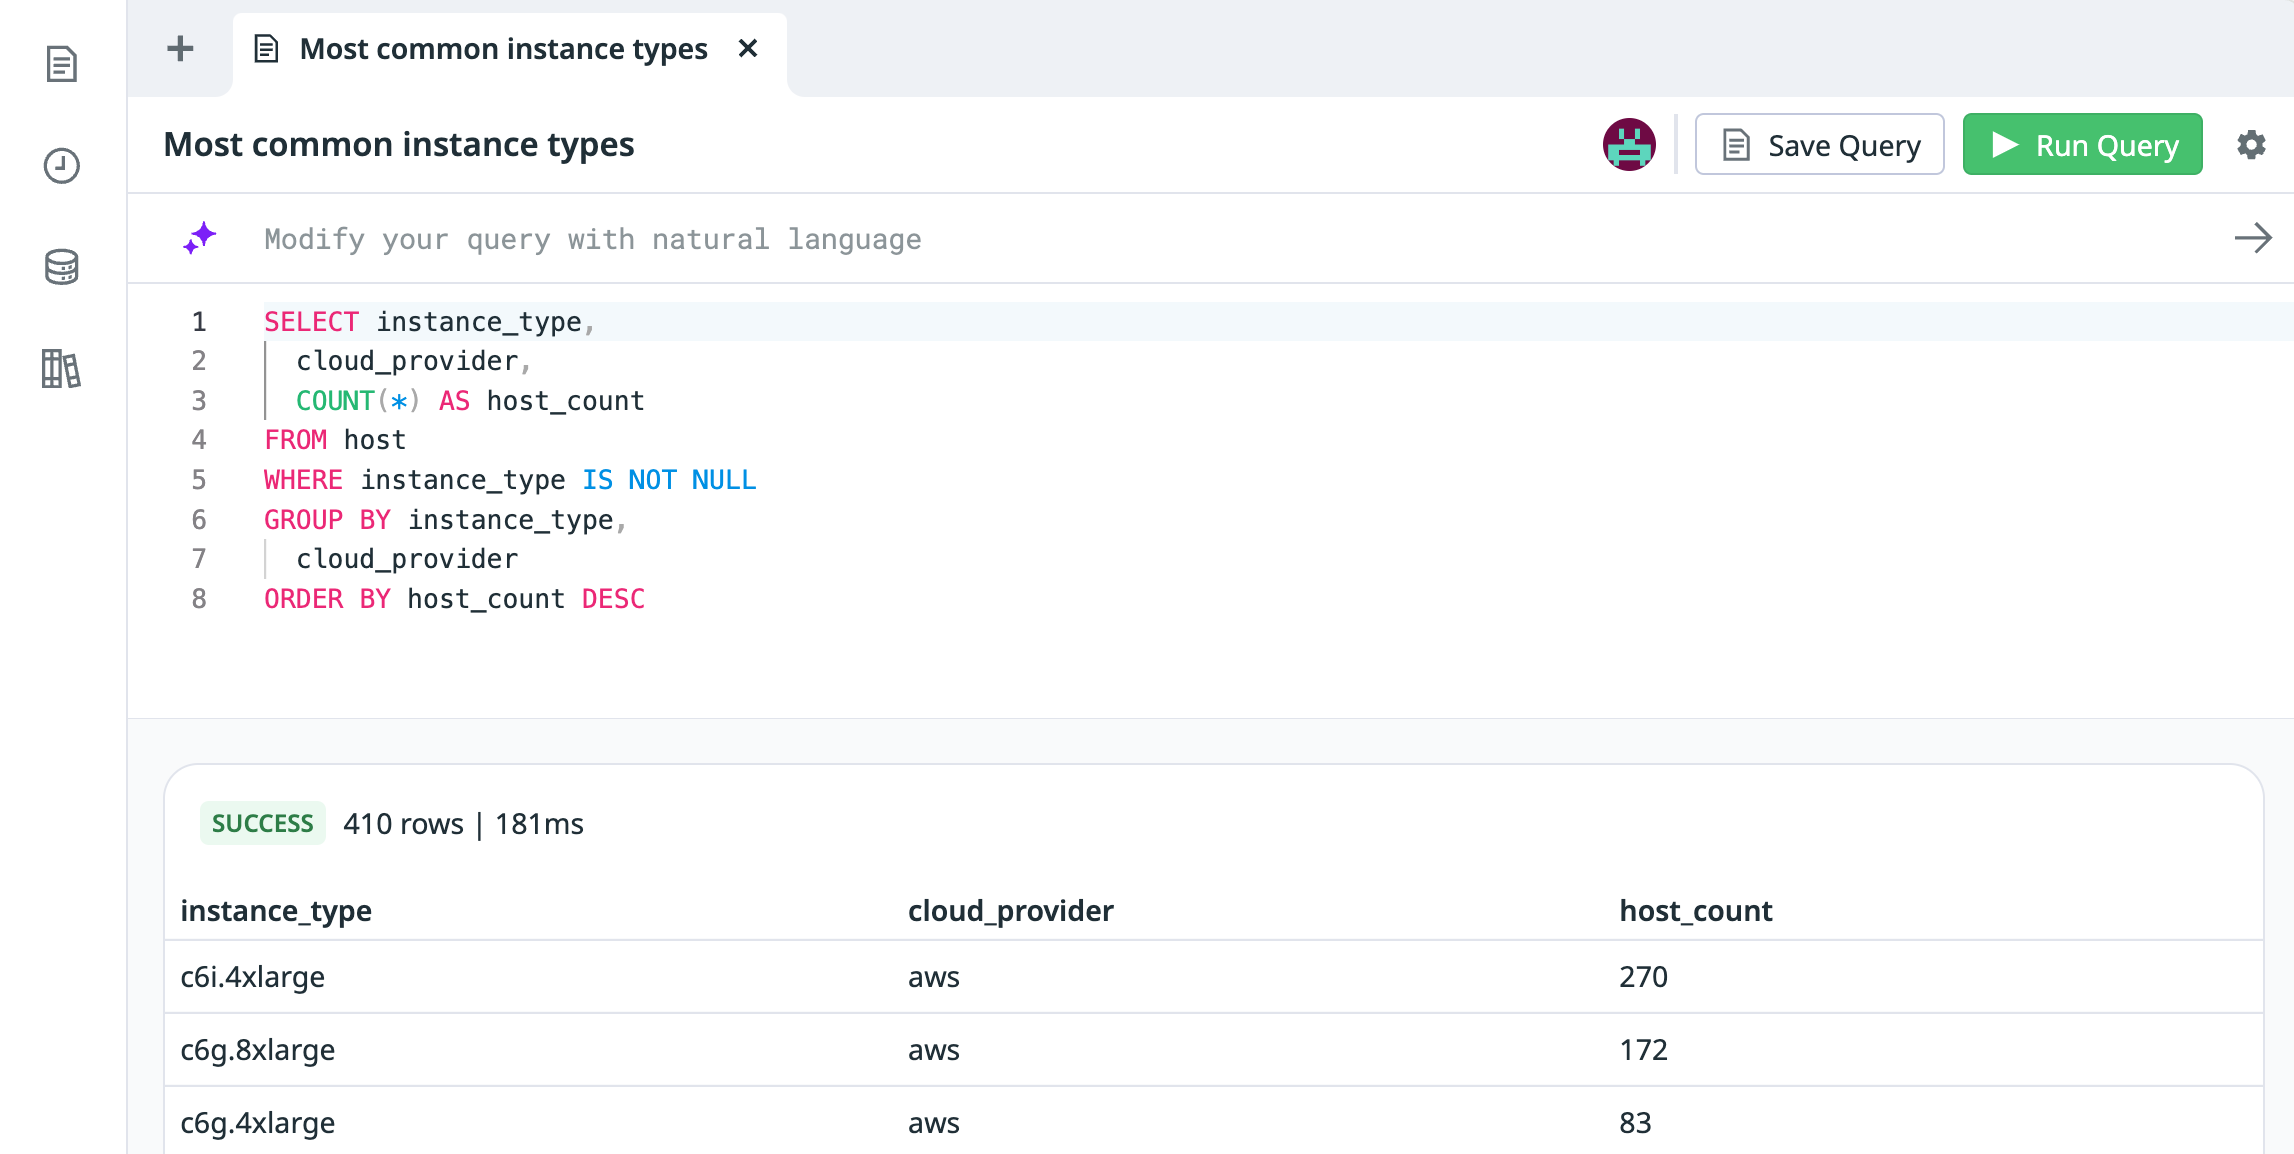 Most common instance types
Most common instance types
Save Query
Run Query
Modify your query with natural language
1 SELECT instance_type,
2 cloud_provider,
3 COUNT(*) AS host_count
4 FROM host
5 WHERE instance_type IS NOT NULL
6 GROUP BY instance_type,
7 cloud_provider
8 ORDER BY host_count DESC
SUCCESS 410 rows | 181ms
instance_type cloud_provider host_count
c6i.4xlarge aws 270
c6g.8xlarge aws 172
c6g.4xlarge aws 83